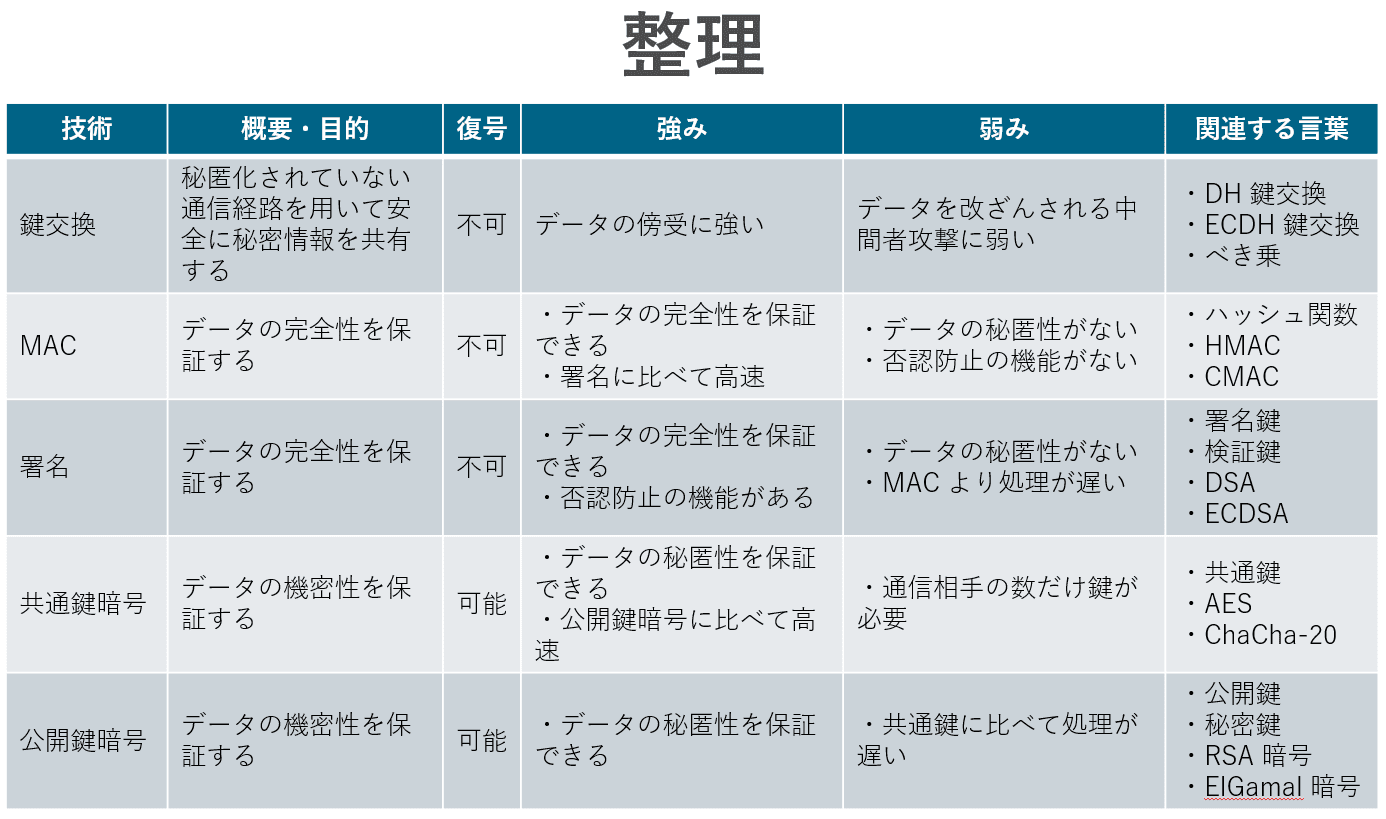 整理
技術
概要・目的
復号
強み
弱み
関連する言葉
鍵交換
秘匿化されていない
通信経路を用いて安
全に秘密情報を共有
する
不可
データの傍受に強い
データを改ざんされる中
間者攻撃に弱い
・DH 鍵交換
・ECDH 鍵交換
・べき乗
MAC
データの完全性を保
証する
不可
・データの完全性を保証
できる
・署名に比べて高速
・データの秘匿性がない
・否認防止の機能がない
・ハッシュ関数
・HMAC
・CMAC
署名
データの完全性を保
証する
不可
・データの完全性を保証
できる
・否認防止の機能がある
・データの秘匿性がない
・MAC より処理が遅い
・署名鍵
・検証鍵
・DSA
・ECDSA
共通鍵暗号
データの機密性を保
証する
可能
・データの秘匿性を保証
できる
・公開鍵暗号に比べて高
速
・通信相手の数だけ鍵が
必要
・共通鍵
・AES
・ChaCha-20
公開鍵暗号
データの機密性を保
証する
可能
・データの秘匿性を保証
できる
・共通鍵に比べて処理が
遅い
・公開鍵
・秘密鍵
・RSA 暗号
・ElGamal 暗号